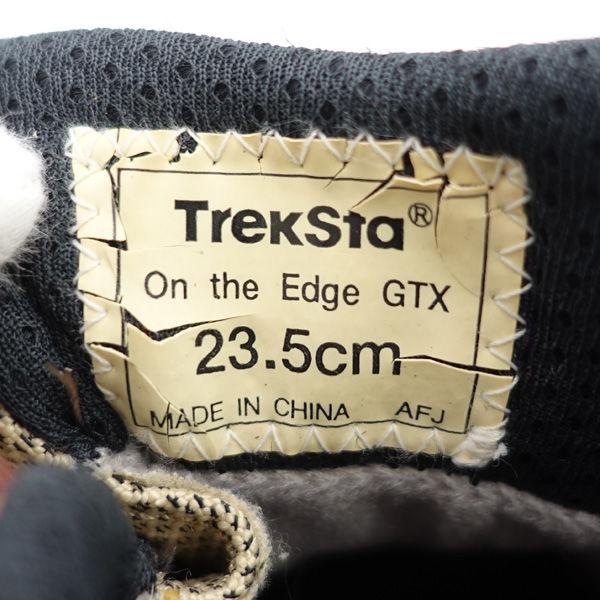 TrekSta®
On the Edge GTX
23.5cm
MADE IN CHINA AFJ